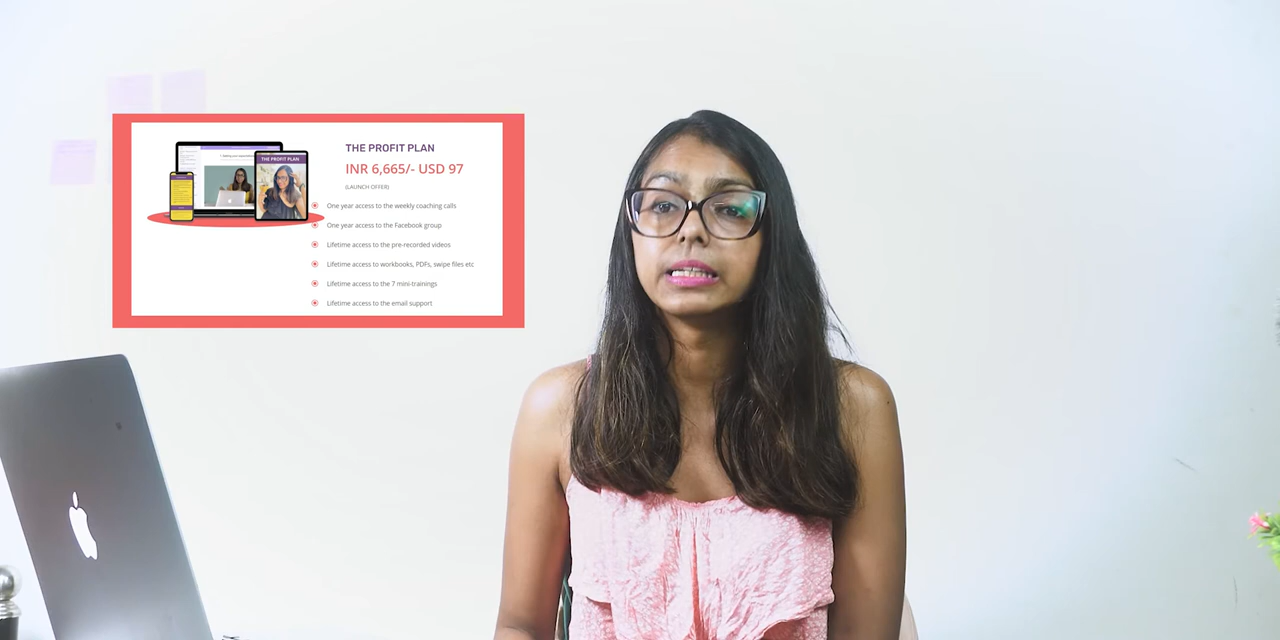 THE PROFIT PLAN
THE PROFIT PLAN
INR 6,665/- USD 97
(LAUNCH OFFER)
One year access to the weekly coaching calls
One year access to the Facebook group
Lifetime access to the pre-recorded videos
Lifetime access to workbooks, PDFs, swipe files etc
Lifetime access to the 7 mini-trainings
Lifetime access to the email support